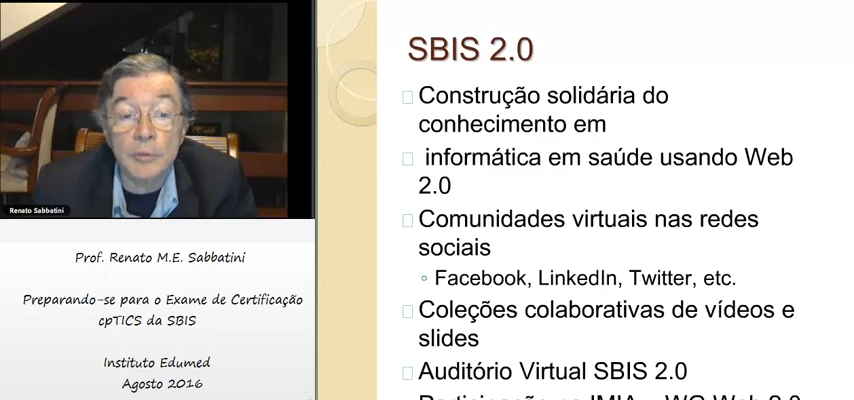 Renato Sabbatini
Prof. Renato M.E. Sabbatini
Preparando-se para o Exame de Certificação
cpTICS da SBIS
Instituto Edumed
Agosto 2016
SBIS 2.0
Construção solidária do
conhecimento em
informática em saúde usando Web
2.0
Comunidades virtuais nas redes
sociais
Facebook, LinkedIn, Twitter, etc.
Coleções colaborativas de vídeos e
slides
Auditório Virtual SBIS 2.0